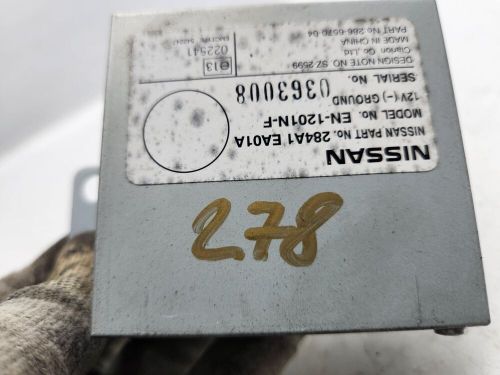 NISSAN
NISSAN PART No. 284A1 EA01A
MODEL No. EN-1201N-F
12V (-) GROUND
SERIAL No. 0363008
DESIGN NOTE NO SZ 2599
Clarion Co.,Ltd
MADE IN CHINA
PART No 286-6570-04
e13
022541
278